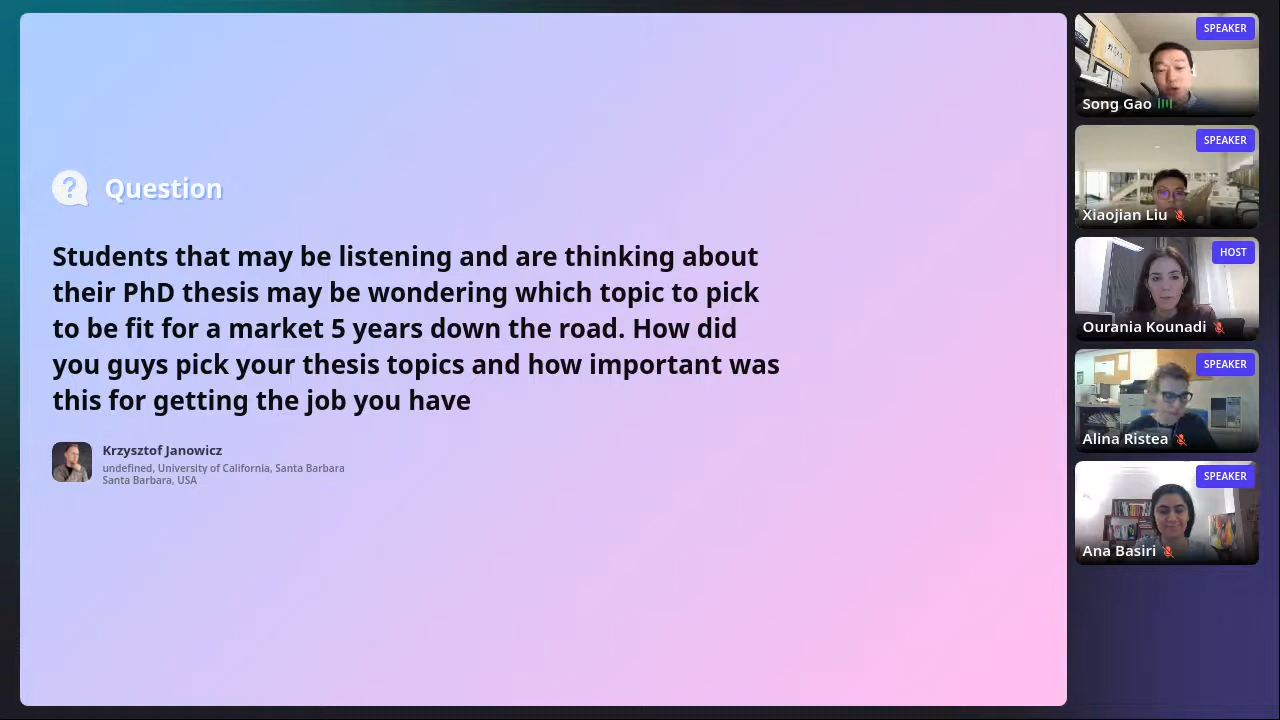 Question
Students that may be listening and are thinking about
their PhD thesis may be wondering which topic to pick
to be fit for a market 5 years down the road. How did
you guys pick your thesis topics and how important was
this for getting the job you have
Krzysztof Janowicz
undefined, University of California, Santa Barbara
Santa Barbara, USA
SPEAKER
Song Gao
SPEAKER
Xiaojian Liu
HOST
Ourania Kounadi
SPEAKER
Alina Ristea
SPEAKER
Ana Basiri